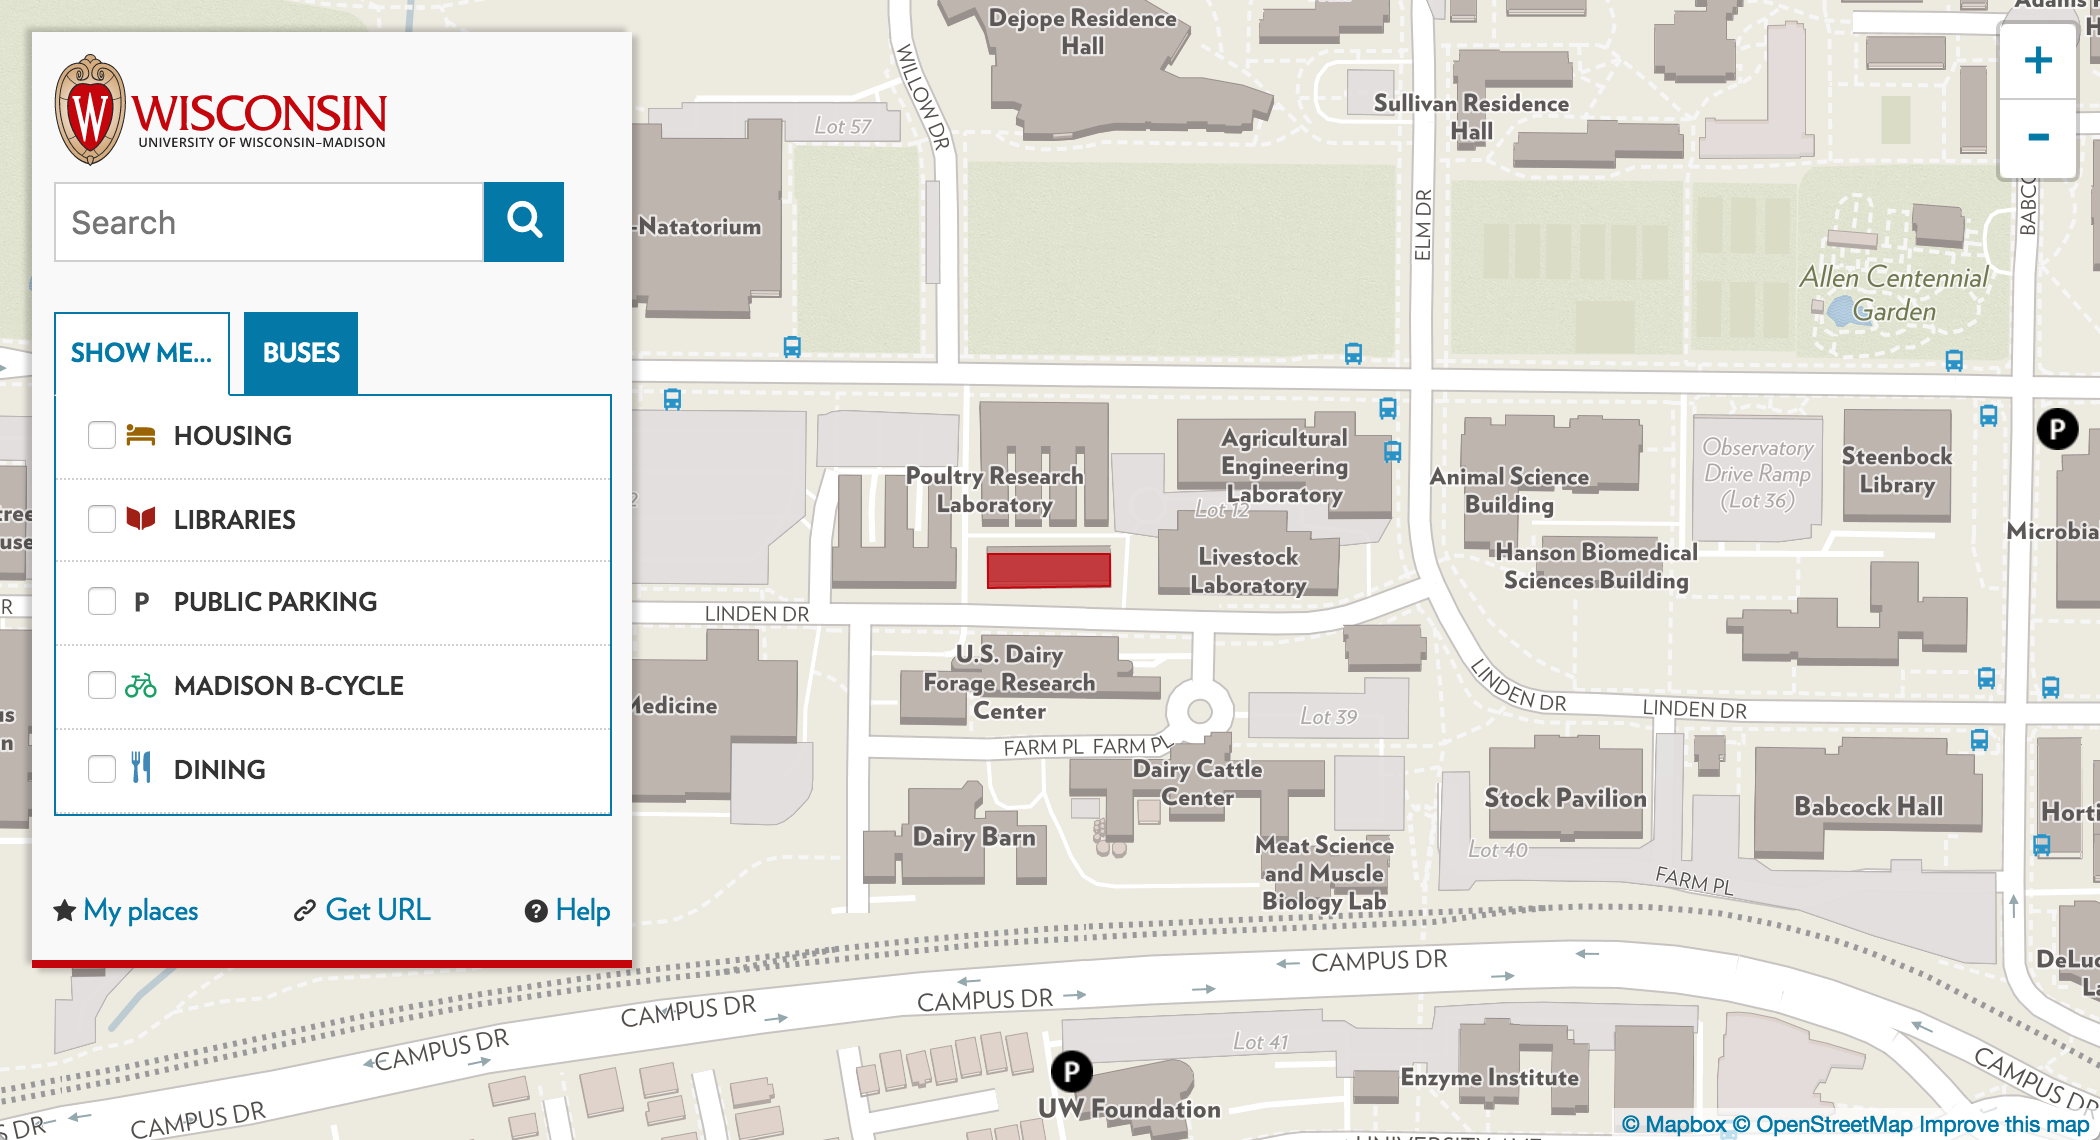 WISCONSIN
UNIVERSITY OF WISCONSIN–MADISON
Search
SHOW ME...
BUSES
HOUSING
LIBRARIES
P PUBLIC PARKING
MADISON B-CYCLE
DINING
My places
Get URL
Help
Dejope Residence
Hall
WILLOW DR
Lot 57
-Natatorium
Sullivan Residence
Hall
ELM DR
+
-
Allen Centennial
Garden
P
Poultry Research
Laboratory
Agricultural
Engineering
Laboratory
Lot 12
Livestock
Laboratory
Animal Science
Building
Hanson Biomedical
Sciences Building
Observatory
Drive Ramp
(Lot 36)
Steenbock
Library
LINDEN DR
U.S. Dairy
Forage Research
Center
Medicine
Lot 39
LINDEN DR
LINDEN DR
FARM PL
FARM PL
Dairy Cattle
Center
Dairy Barn
Meat Science
and Muscle
Biology Lab
Stock Pavilion
Lot 40
Babcock Hall
FARM PL
CAMPUS DR
CAMPUS DR
CAMPUS DR
CAMPUS DR
CAMPUS DR
CAMPUS DR
Lot 41
P
UW Foundation
Enzyme Institute
© Mapbox © OpenStreetMap Improve this map